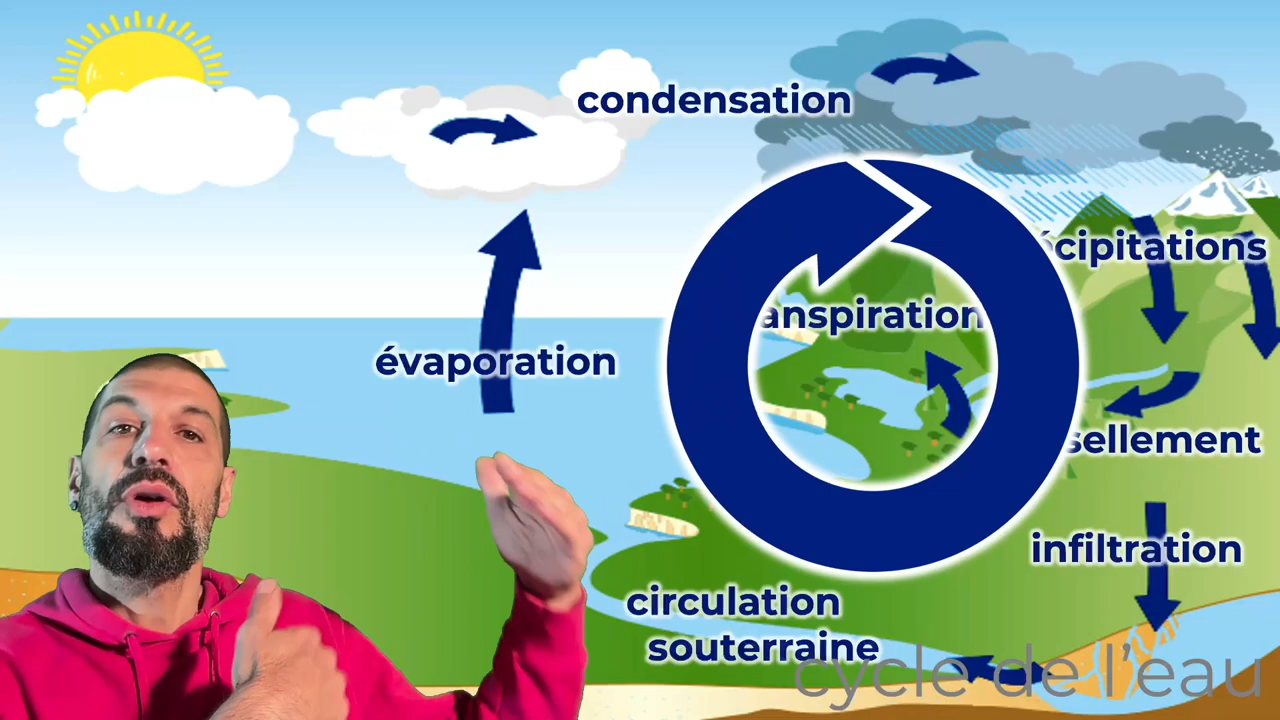 condensation
écipitations
anspiration
évaporation
sellement
infiltration
circulation
souterraine
cycle de l'eau